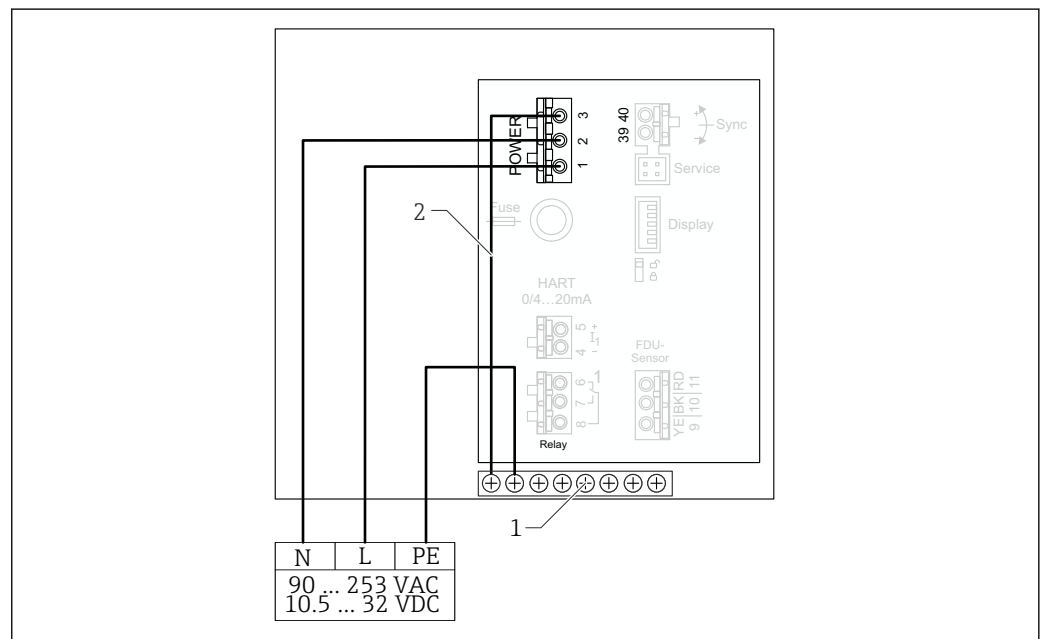 POWER
3
2
1
39 40
+
Sync
Service
Fuse
2
Display
HART
0/4...20mA
5 +
I1
4 -
FDU-
Sensor
6
7
8
1
YE|BK|RD
9|10|11
Relay
1
N L PE
90 ... 253 VAC
10.5 ... 32 VDC